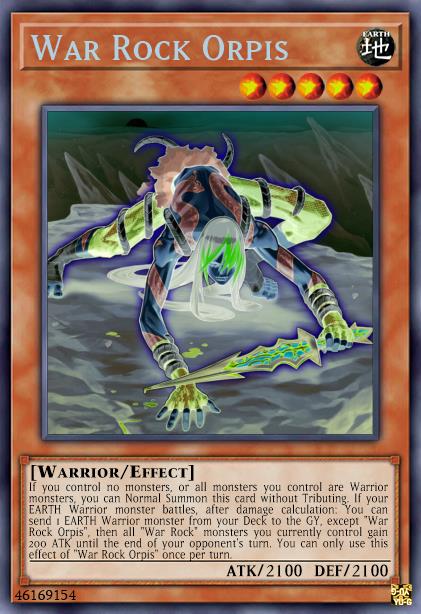 War Rock Orpis
EARTH
地
[Warrior/Effect]
If you control no monsters, or all monsters you control are Warrior
monsters, you can Normal Summon this card without Tributing. If your
EARTH Warrior monster battles, after damage calculation: You can
send 1 EARTH Warrior monster from your Deck to the GY, except "War
Rock Orpis", then all "War Rock" monsters you currently control gain
200 ATK until the end of your opponent's turn. You can only use this
effect of "War Rock Orpis" once per turn.
ATK/2100 DEF/2100
46169154